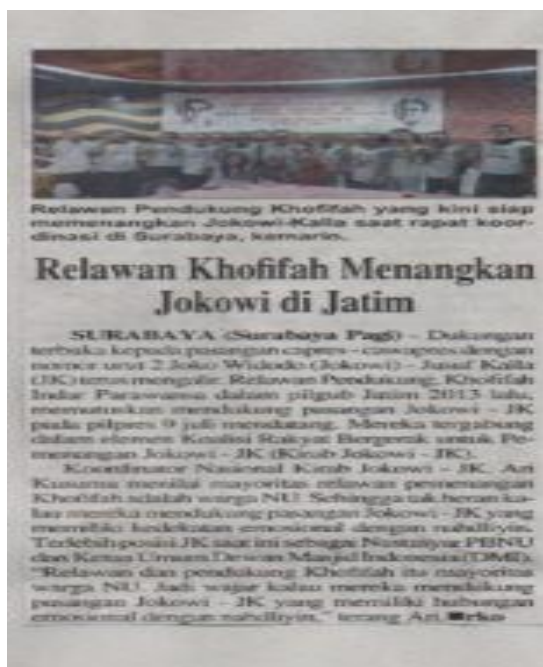 Relawan Pendukung Khofifah yang kini siap
memenangkan Jokowi-Kalla saat rapat koor-
dinasi di Surabaya, kemarin.
Relawan Khofifah Menangkan
Jokowi di Jatim
SURABAYA (Surabaya Pagi) - Dukungan
terbuka kepada pasangan capres - cawapres dengan
nomor urut 2 Joko Widodo (Jokowi) - Jusuf Kalla
(JK) terus mengalir. Relawan Pendukung, Khofifah
Indar Parawansa dalam pilgub Jatim 2013 lalu,
memutuskan mendukung pasangan Jokowi - JK
pada pilpres 9 juli mendatang. Mereka tergabung
dalam elemen Koalisi Rakyat Bergerak untuk Pe-
menangan Jokowi - JK (Kirab Jokowi - JK).
Koordinator Nasional Kirab Jokowi - JK, Ari
Kusuma menilai mayoritas relawan pemenangan
Khofifah adalah warga NU. Sehingga tak heran ka-
lau mereka mendukung pasangan Jokowi - JK yang
memiliki kedekatan emosional dengan nahdliyin.
Terlebih posisi JK saat ini sebagai Mustasyar PBNU
dan Ketua Umum Dewan Masjid Indonesia (DMI).
"Relawan dan pendukung Khofifah itu mayoritas
warga NU. Jadi wajar kalau mereka mendukung
pasangan Jokowi - JK yang memiliki hubungan
emosional dengan nahdliyin," terang Ari. ■rko